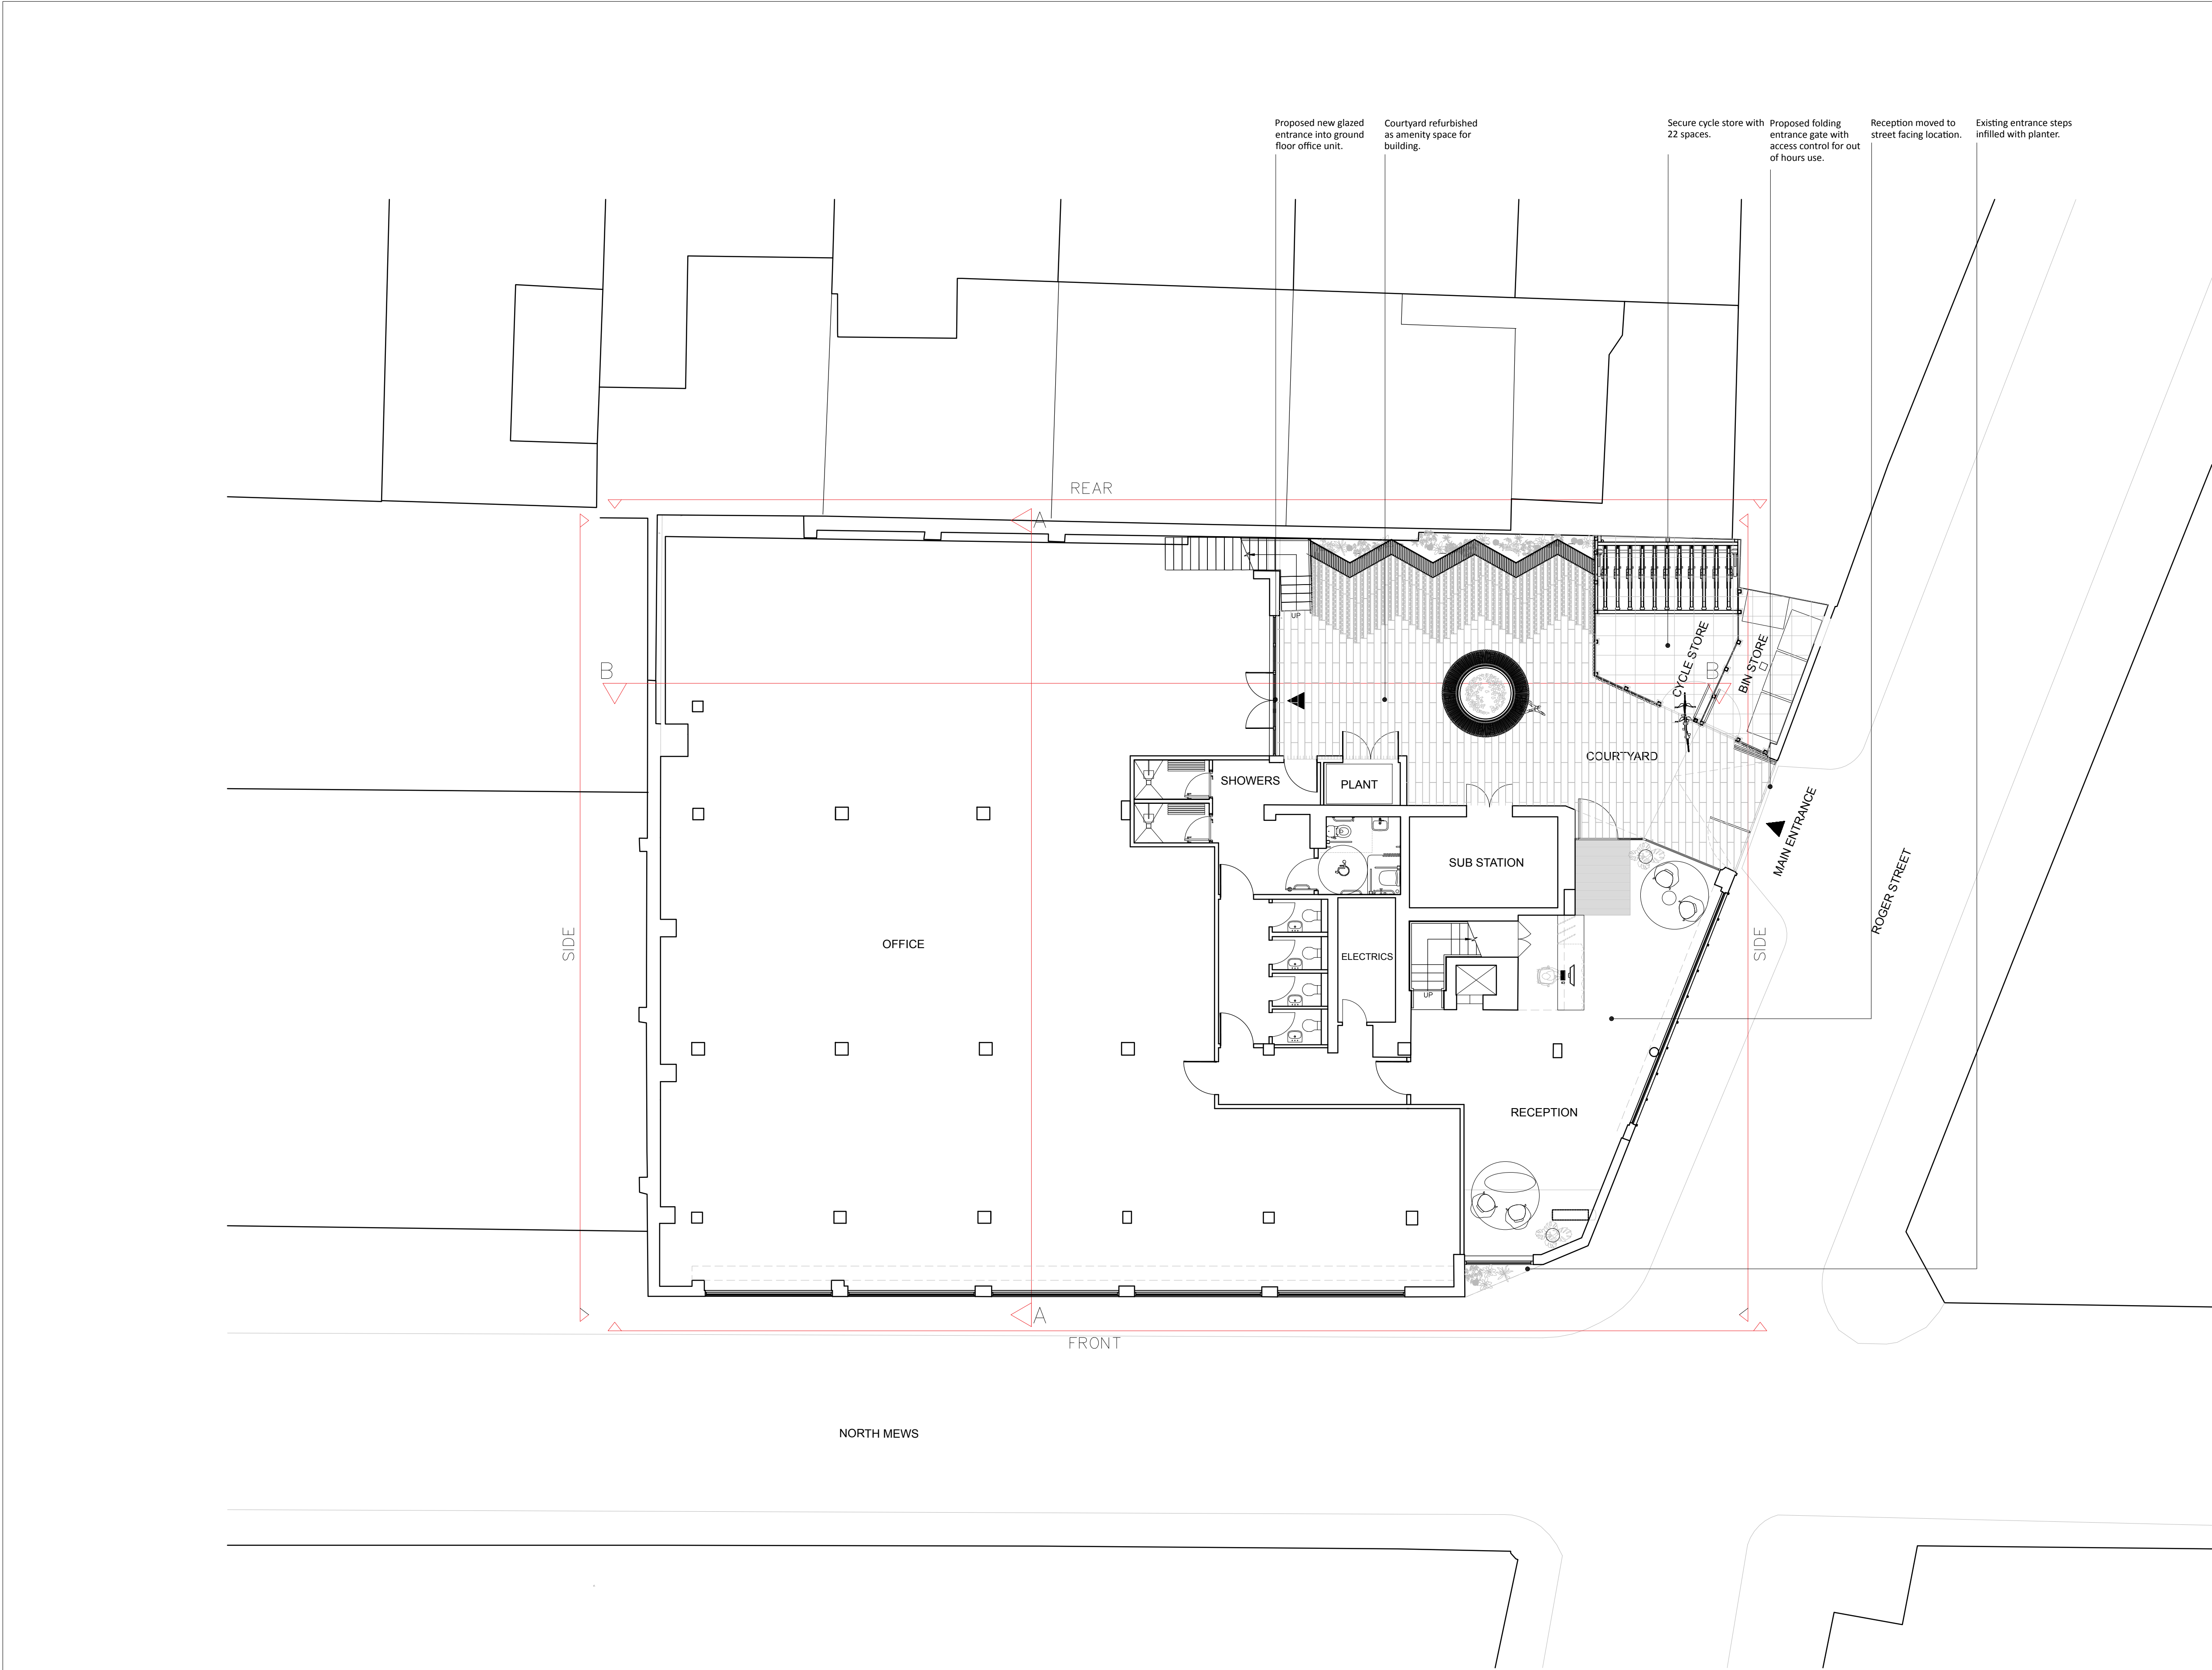 Proposed new glazed
entrance into ground
floor office unit.
Courtyard refurbished
as amenity space for
building.
Secure cycle store with
22 spaces.
Proposed folding
entrance gate with
access control for out
of hours use.
Reception moved to
street facing location.
Existing entrance steps
infilled with planter.
REAR
A
UP
B
CYCLE STORE
B
BIN STORE
COURTYARD
SHOWERS
PLANT
MAIN ENTRANCE
SUB STATION
ROGER STREET
OFFICE
SIDE
SIDE
ELECTRICS
UP
RECEPTION
A
FRONT
NORTH MEWS